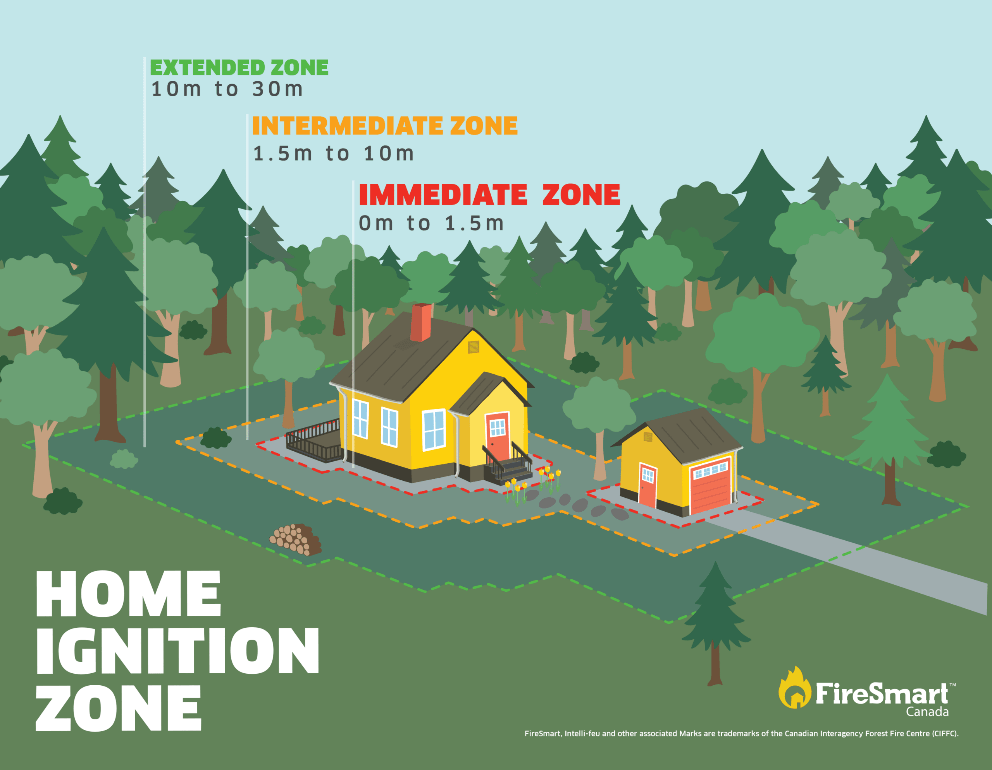 EXTENDED ZONE
10m to 30m
INTERMEDIATE ZONE
1.5m to 10m
IMMEDIATE ZONE
0m to 1.5m
HOME
IGNITION
ZONE
FireSmart™
Canada
FireSmart, Intelli-feu and other associated Marks are trademarks of the Canadian Interagency Forest Fire Centre (CIFFC).